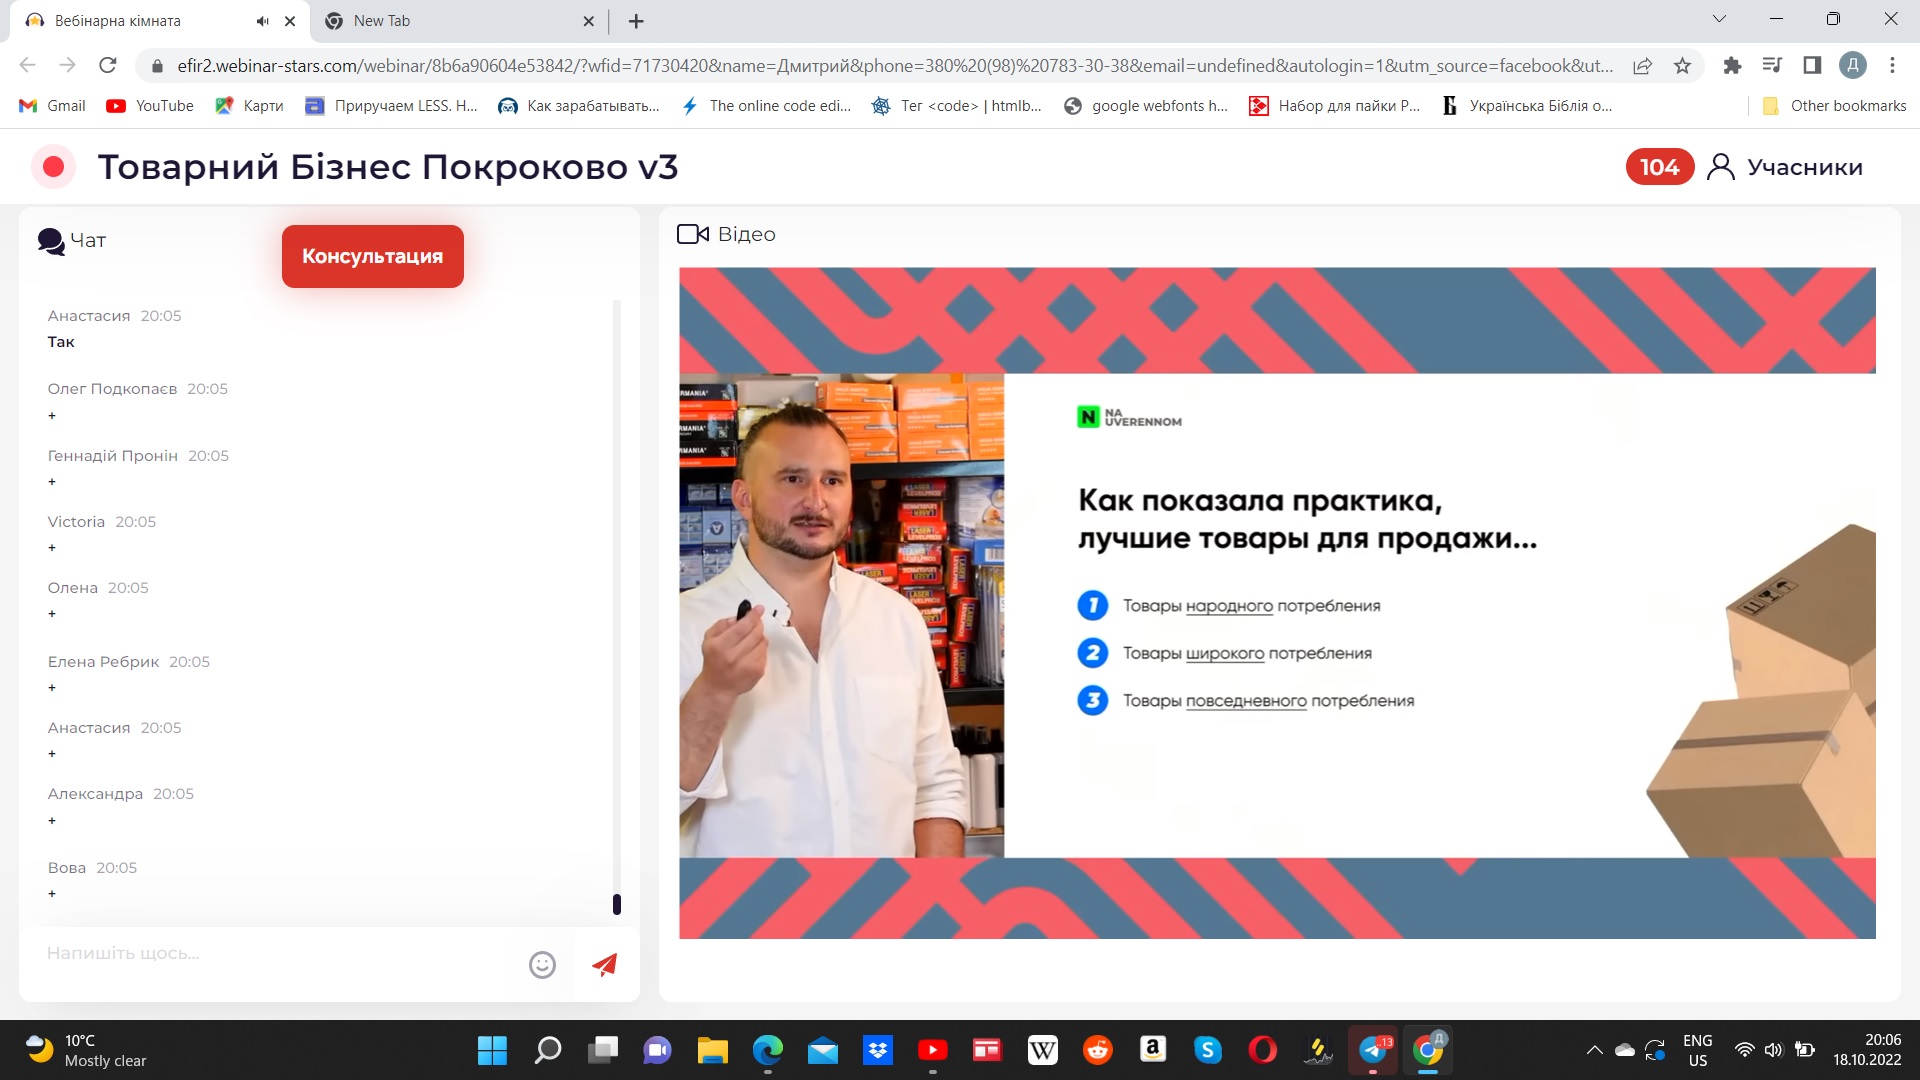 Вебінарна кімната
New Tab
efir2.webinar-stars.com/webinar/8b6a90604e53842/?wfid=71730420&name=Дмитрий&phone=380%20(98)%20783-30-38&email=undefined&autologin=1&utm_source=facebook&ut...
Д
Gmail
YouTube
Карти
Приручаем LESS. Н...
Как зарабатывать...
The online code edi...
Тег <code> | htmlb...
google webfonts h...
Набор для пайки P...
Українська Біблія о...
Other bookmarks
Товарний Бізнес Покроково v3
104 Учасники
Чат
Консультация
Анастасия 20:05
Так
Олег Подкопаєв 20:05
+
Геннадій Пронін 20:05
+
Victoria 20:05
+
Олена 20:05
+
Елена Ребрик 20:05
+
Анастасия 20:05
+
Александра 20:05
+
Вова 20:05
+
Напишіть щось...
Відео
N NA
UVERENNOM
Как показала практика,
лучшие товары для продажи...
1 Товары народного потребления
2 Товары широкого потребления
3 Товары повседневного потребления
10°C
Mostly clear
ENG
US
20:06
18.10.2022